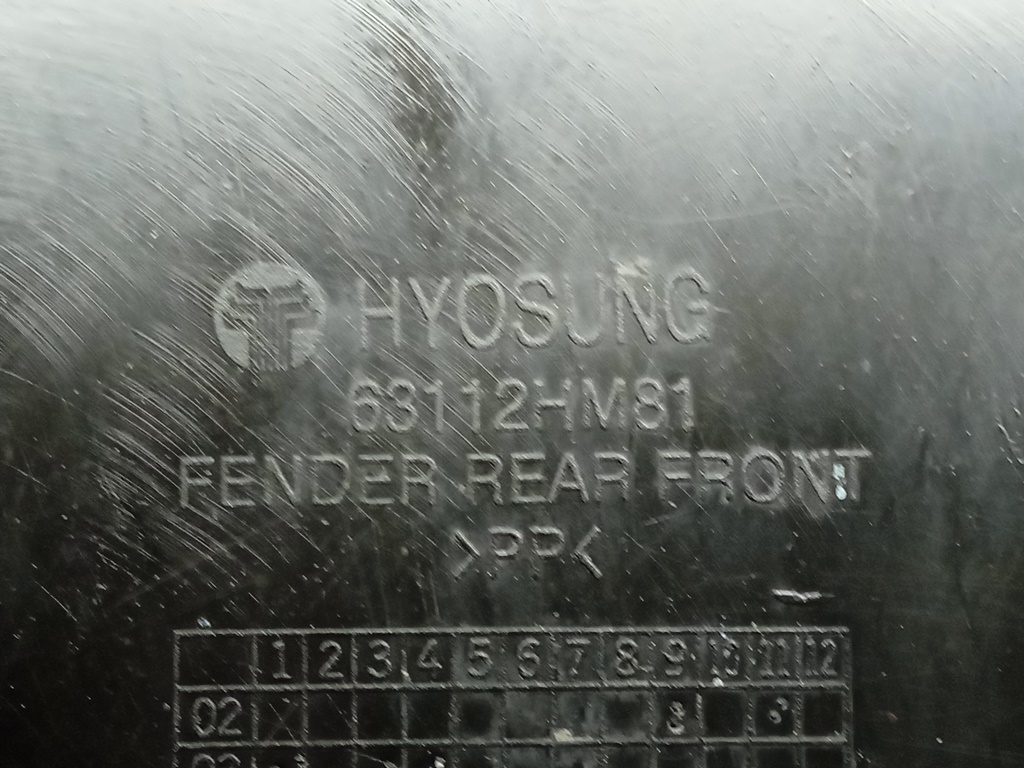 HYOSUNG
63112HM81
FENDER REAR FRONT
>PP<
1 2 3 4 5 6 7 8 9 10 11 12
02